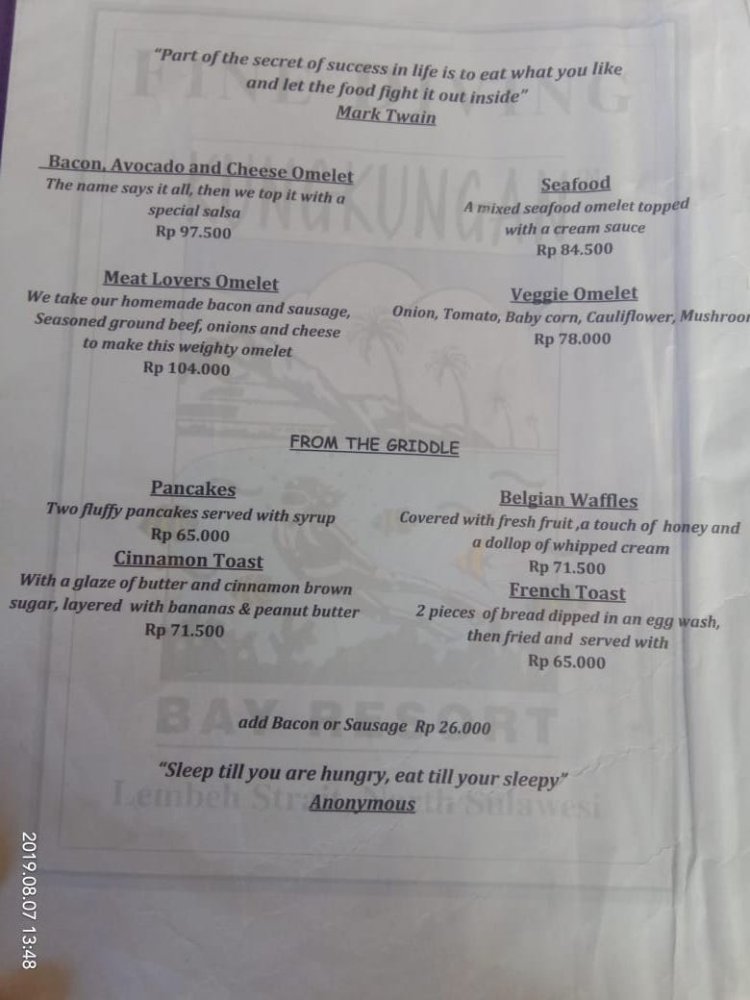 “Part of the secret of success in life is to eat what you like
and let the food fight it out inside”
Mark Twain
Bacon, Avocado and Cheese Omelet
The name says it all, then we top it with a
special salsa
Rp 97.500
Seafood
A mixed seafood omelet topped
with a cream sauce
Rp 84.500
Meat Lovers Omelet
We take our homemade bacon and sausage,
Seasoned ground beef, onions and cheese
to make this weighty omelet
Rp 104.000
Veggie Omelet
Onion, Tomato, Baby corn, Cauliflower, Mushroom
Rp 78.000
FROM THE GRIDDLE
Pancakes
Two fluffy pancakes served with syrup
Rp 65.000
Cinnamon Toast
With a glaze of butter and cinnamon brown
sugar, layered with bananas & peanut butter
Rp 71.500
Belgian Waffles
Covered with fresh fruit ,a touch of honey and
a dollop of whipped cream
Rp 71.500
French Toast
2 pieces of bread dipped in an egg wash,
then fried and served with
Rp 65.000
add Bacon or Sausage Rp 26.000
“Sleep till you are hungry, eat till your sleepy”
Anonymous
BAY RESORT
Lembeh Strait, North Sulawesi
2019.08.07 13:48